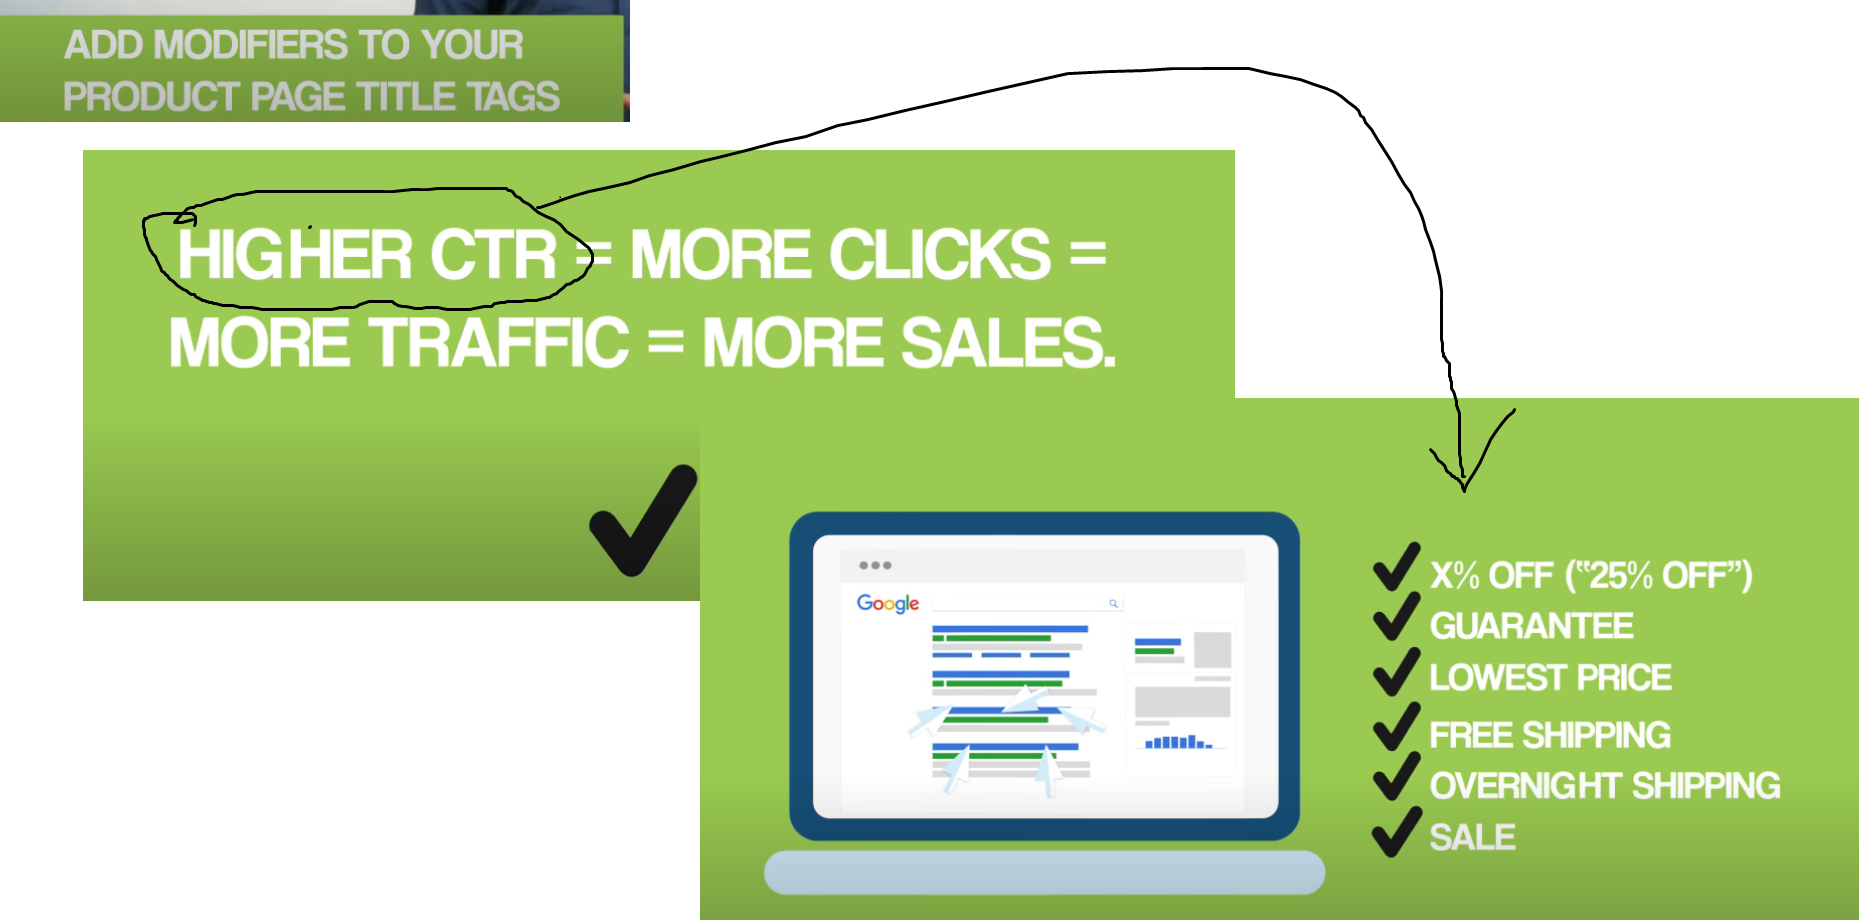 ADD MODIFIERS TO YOUR
PRODUCT PAGE TITLE TAGS
HIGHER CTR = MORE CLICKS =
MORE TRAFFIC = MORE SALES.
Google
X% OFF (“25% OFF”)
GUARANTEE
LOWEST PRICE
FREE SHIPPING
OVERNIGHT SHIPPING
SALE